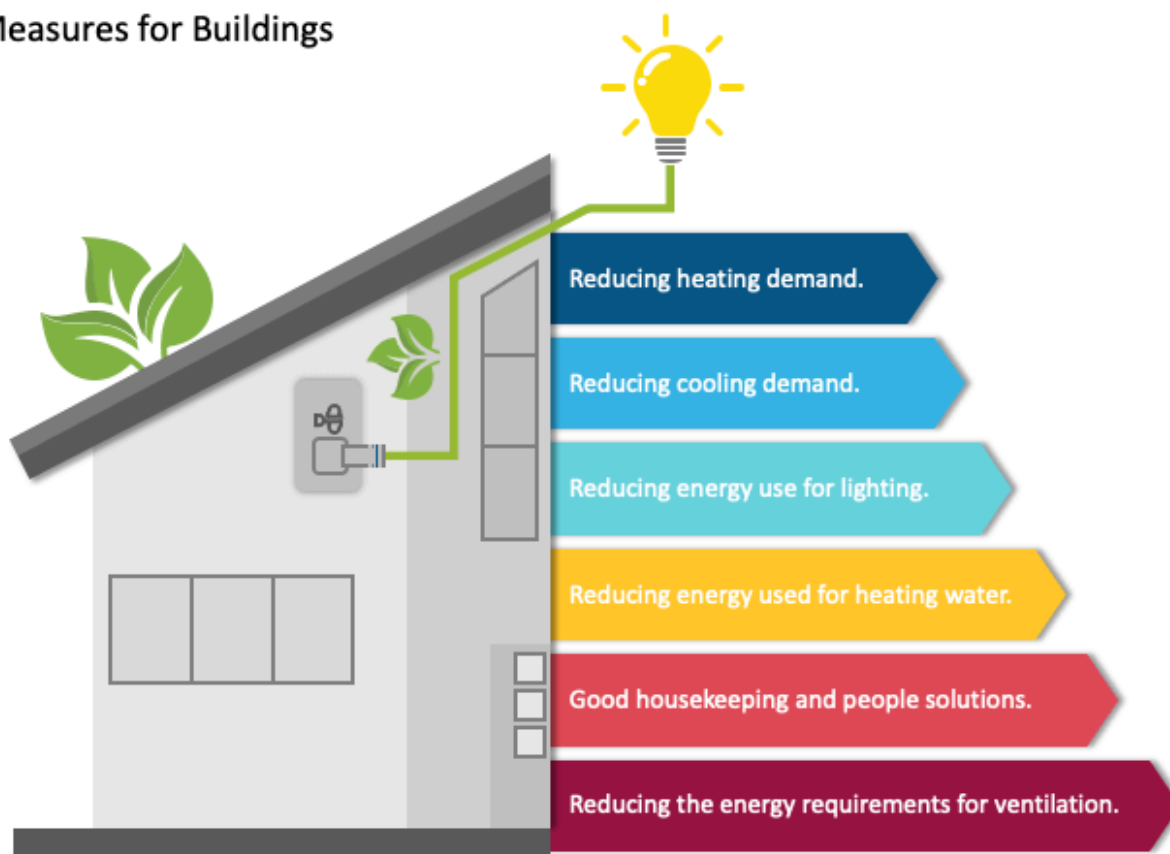 Measures for Buildings
Reducing heating demand.
Reducing cooling demand.
Reducing energy use for lighting.
Reducing energy used for heating water.
Good housekeeping and people solutions.
Reducing the energy requirements for ventilation.